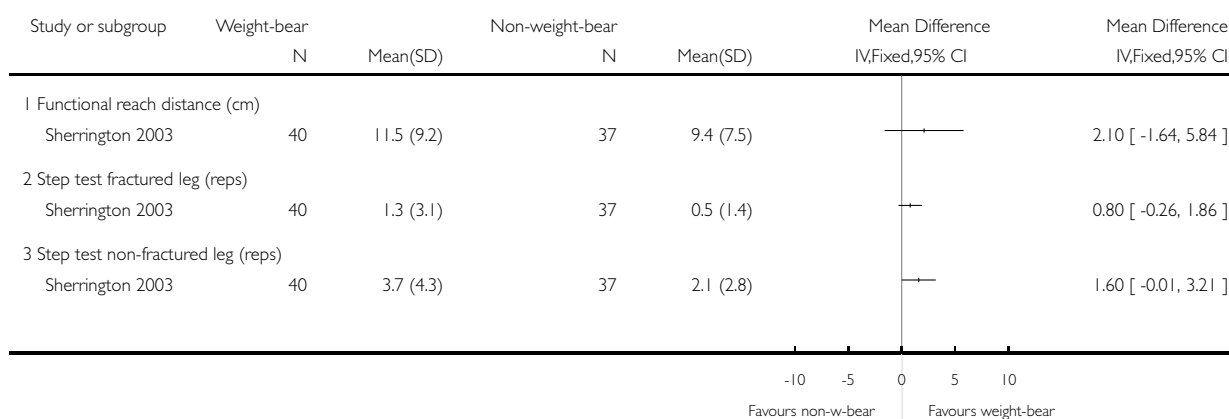 Study or subgroup Weight-bear Non-weight-bear Mean Difference Mean Difference
N Mean(SD) N Mean(SD) IV,Fixed,95% CI IV,Fixed,95% CI
1 Functional reach distance (cm)
Sherrington 2003 40 11.5 (9.2) 37 9.4 (7.5) 2.10 [ -1.64, 5.84 ]
2 Step test fractured leg (reps)
Sherrington 2003 40 1.3 (3.1) 37 0.5 (1.4) 0.80 [ -0.26, 1.86 ]
3 Step test non-fractured leg (reps)
Sherrington 2003 40 3.7 (4.3) 37 2.1 (2.8) 1.60 [ -0.01, 3.21 ]
-10 -5 0 5 10
Favours non-w-bear Favours weight-bear